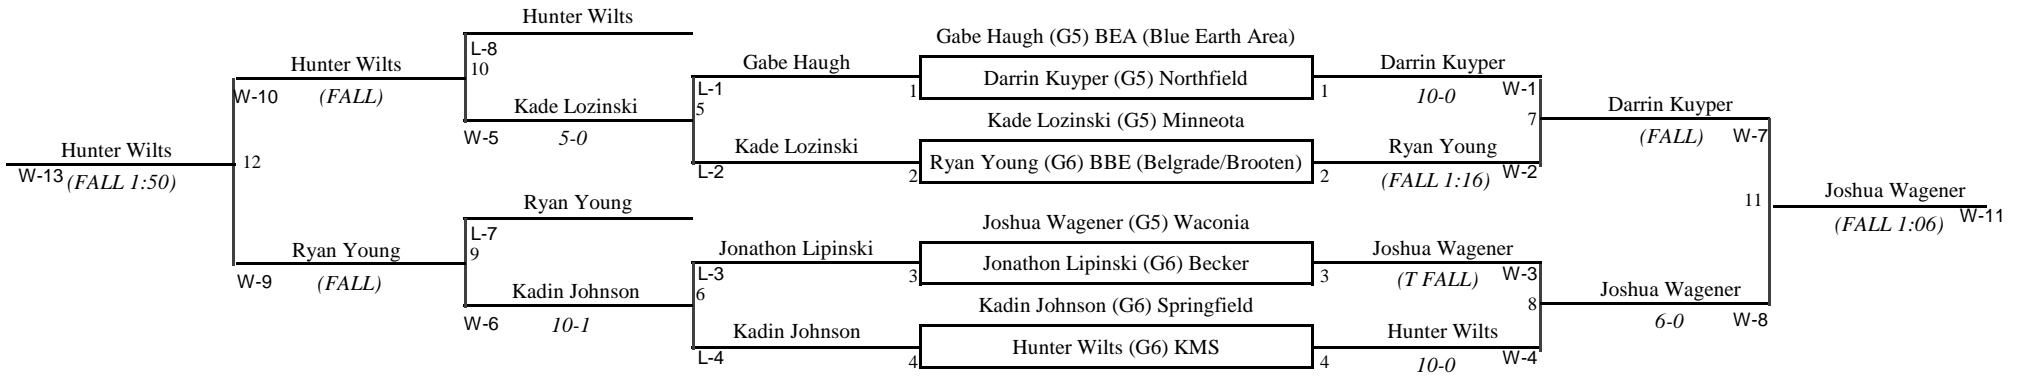 Hunter Wilts
L-8
10
Hunter Wilts
W-10
(FALL)
Kade Lozinski
W-5
5-0
Hunter Wilts
W-13
(FALL 1:50)
12
Ryan Young
L-7
9
Ryan Young
W-9
(FALL)
Kadin Johnson
W-6
10-1
Gabe Haugh
L-1
5
Kade Lozinski
L-2
Jonathon Lipinski
L-3
6
Kadin Johnson
L-4
Gabe Haugh (G5) BEA (Blue Earth Area)
1
Darrin Kuyper (G5) Northfield
1
Kade Lozinski (G5) Minneota
2
Ryan Young (G6) BBE (Belgrade/Brooten)
2
Joshua Wagener (G5) Waconia
3
Jonathon Lipinski (G6) Becker
3
Kadin Johnson (G6) Springfield
4
Hunter Wilts (G6) KMS
4
Darrin Kuyper
10-0
W-1
7
Ryan Young
(FALL 1:16)
W-2
Joshua Wagener
(T FALL)
W-3
8
Hunter Wilts
10-0
W-4
Darrin Kuyper
(FALL)
W-7
11
Joshua Wagener
6-0
W-8
Joshua Wagener
(FALL 1:06)
W-11